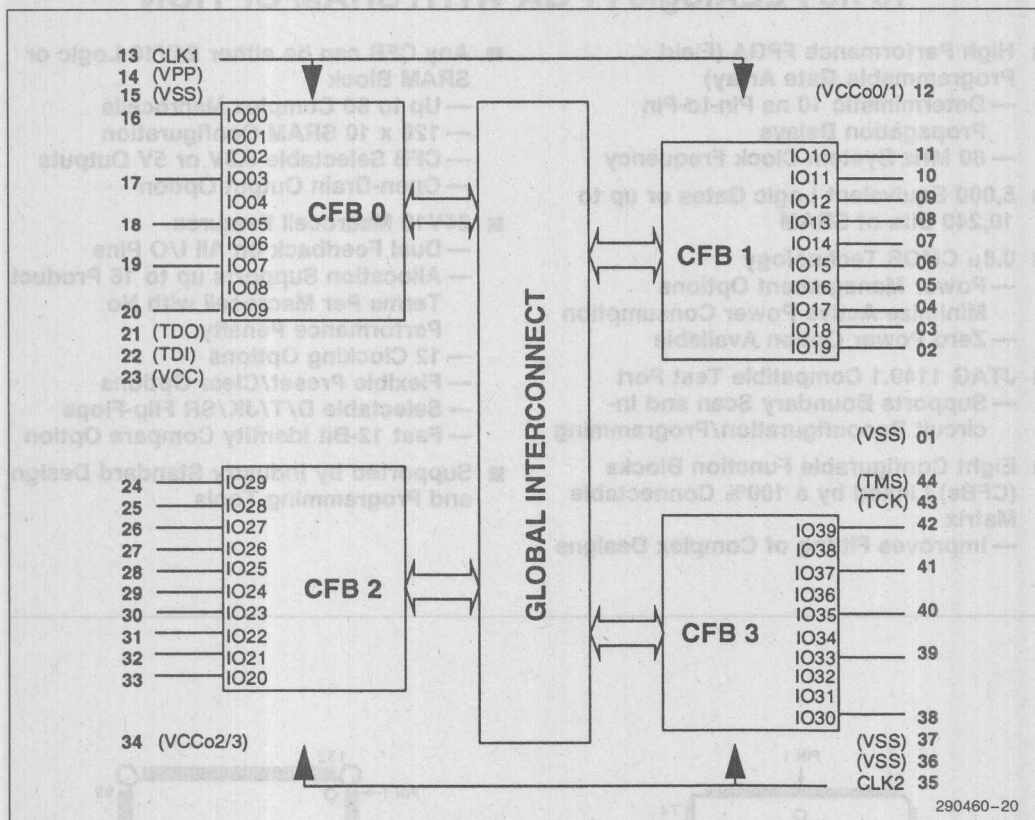 13 CLK1
14 (VPP)
15 (VSS)
16
17
18
19
20
21 (TDO)
22 (TDI)
23 (VCC)
IO00
IO01
IO02
IO03
IO04
IO05
IO06
IO08
IO09
CFB 0
24
25
26
27
28
29
30
31
32
33
IO29
IO28
IO27
IO26
IO25
IO24
IO23
IO22
IO21
IO20
CFB 2
34 (VCCo2/3)
GLOBAL INTERCONNECT
(VCCo0/1) 12
CFB 1
IO10 11
IO11 10
IO12 09
IO13 08
IO14 07
IO15 06
IO16 05
IO17 04
IO18 03
IO19 02
(VSS) 01
(TMS) 44
(TCK) 43
CFB 3
IO39 42
IO38
IO37 41
IO36
IO35 40
IO34
IO33 39
IO32
IO31
IO30 38
(VSS) 37
(VSS) 36
CLK2 35
290460–20